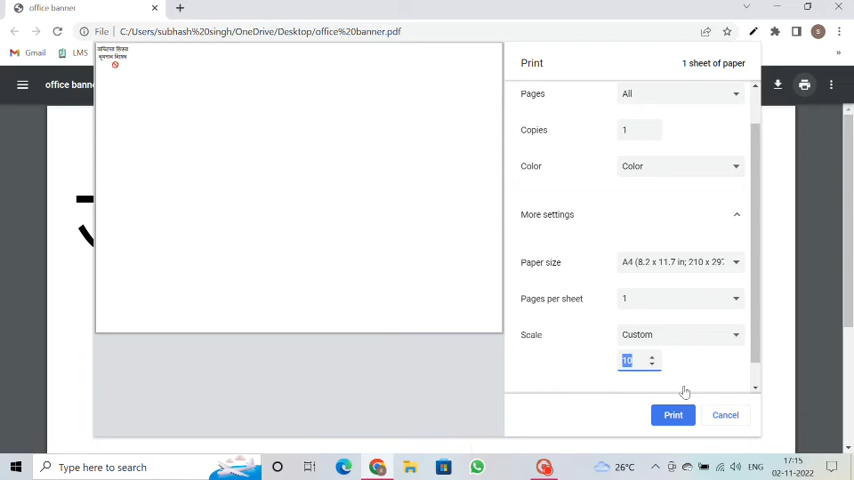 office banner
File
C:/Users/subhash%20singh/OneDrive/Desktop/office%20banner.pdf
Gmail
LMS
»
office bann
Print
1 sheet of paper
Pages
All
Copies
1
Color
Color
More settings
Paper size
A4 (8.2 x 11.7 in; 210 x 297
Pages per sheet
1
Scale
Custom
10
Print
Cancel
Type here to search
26°C
ENG
17:15
02-11-2022